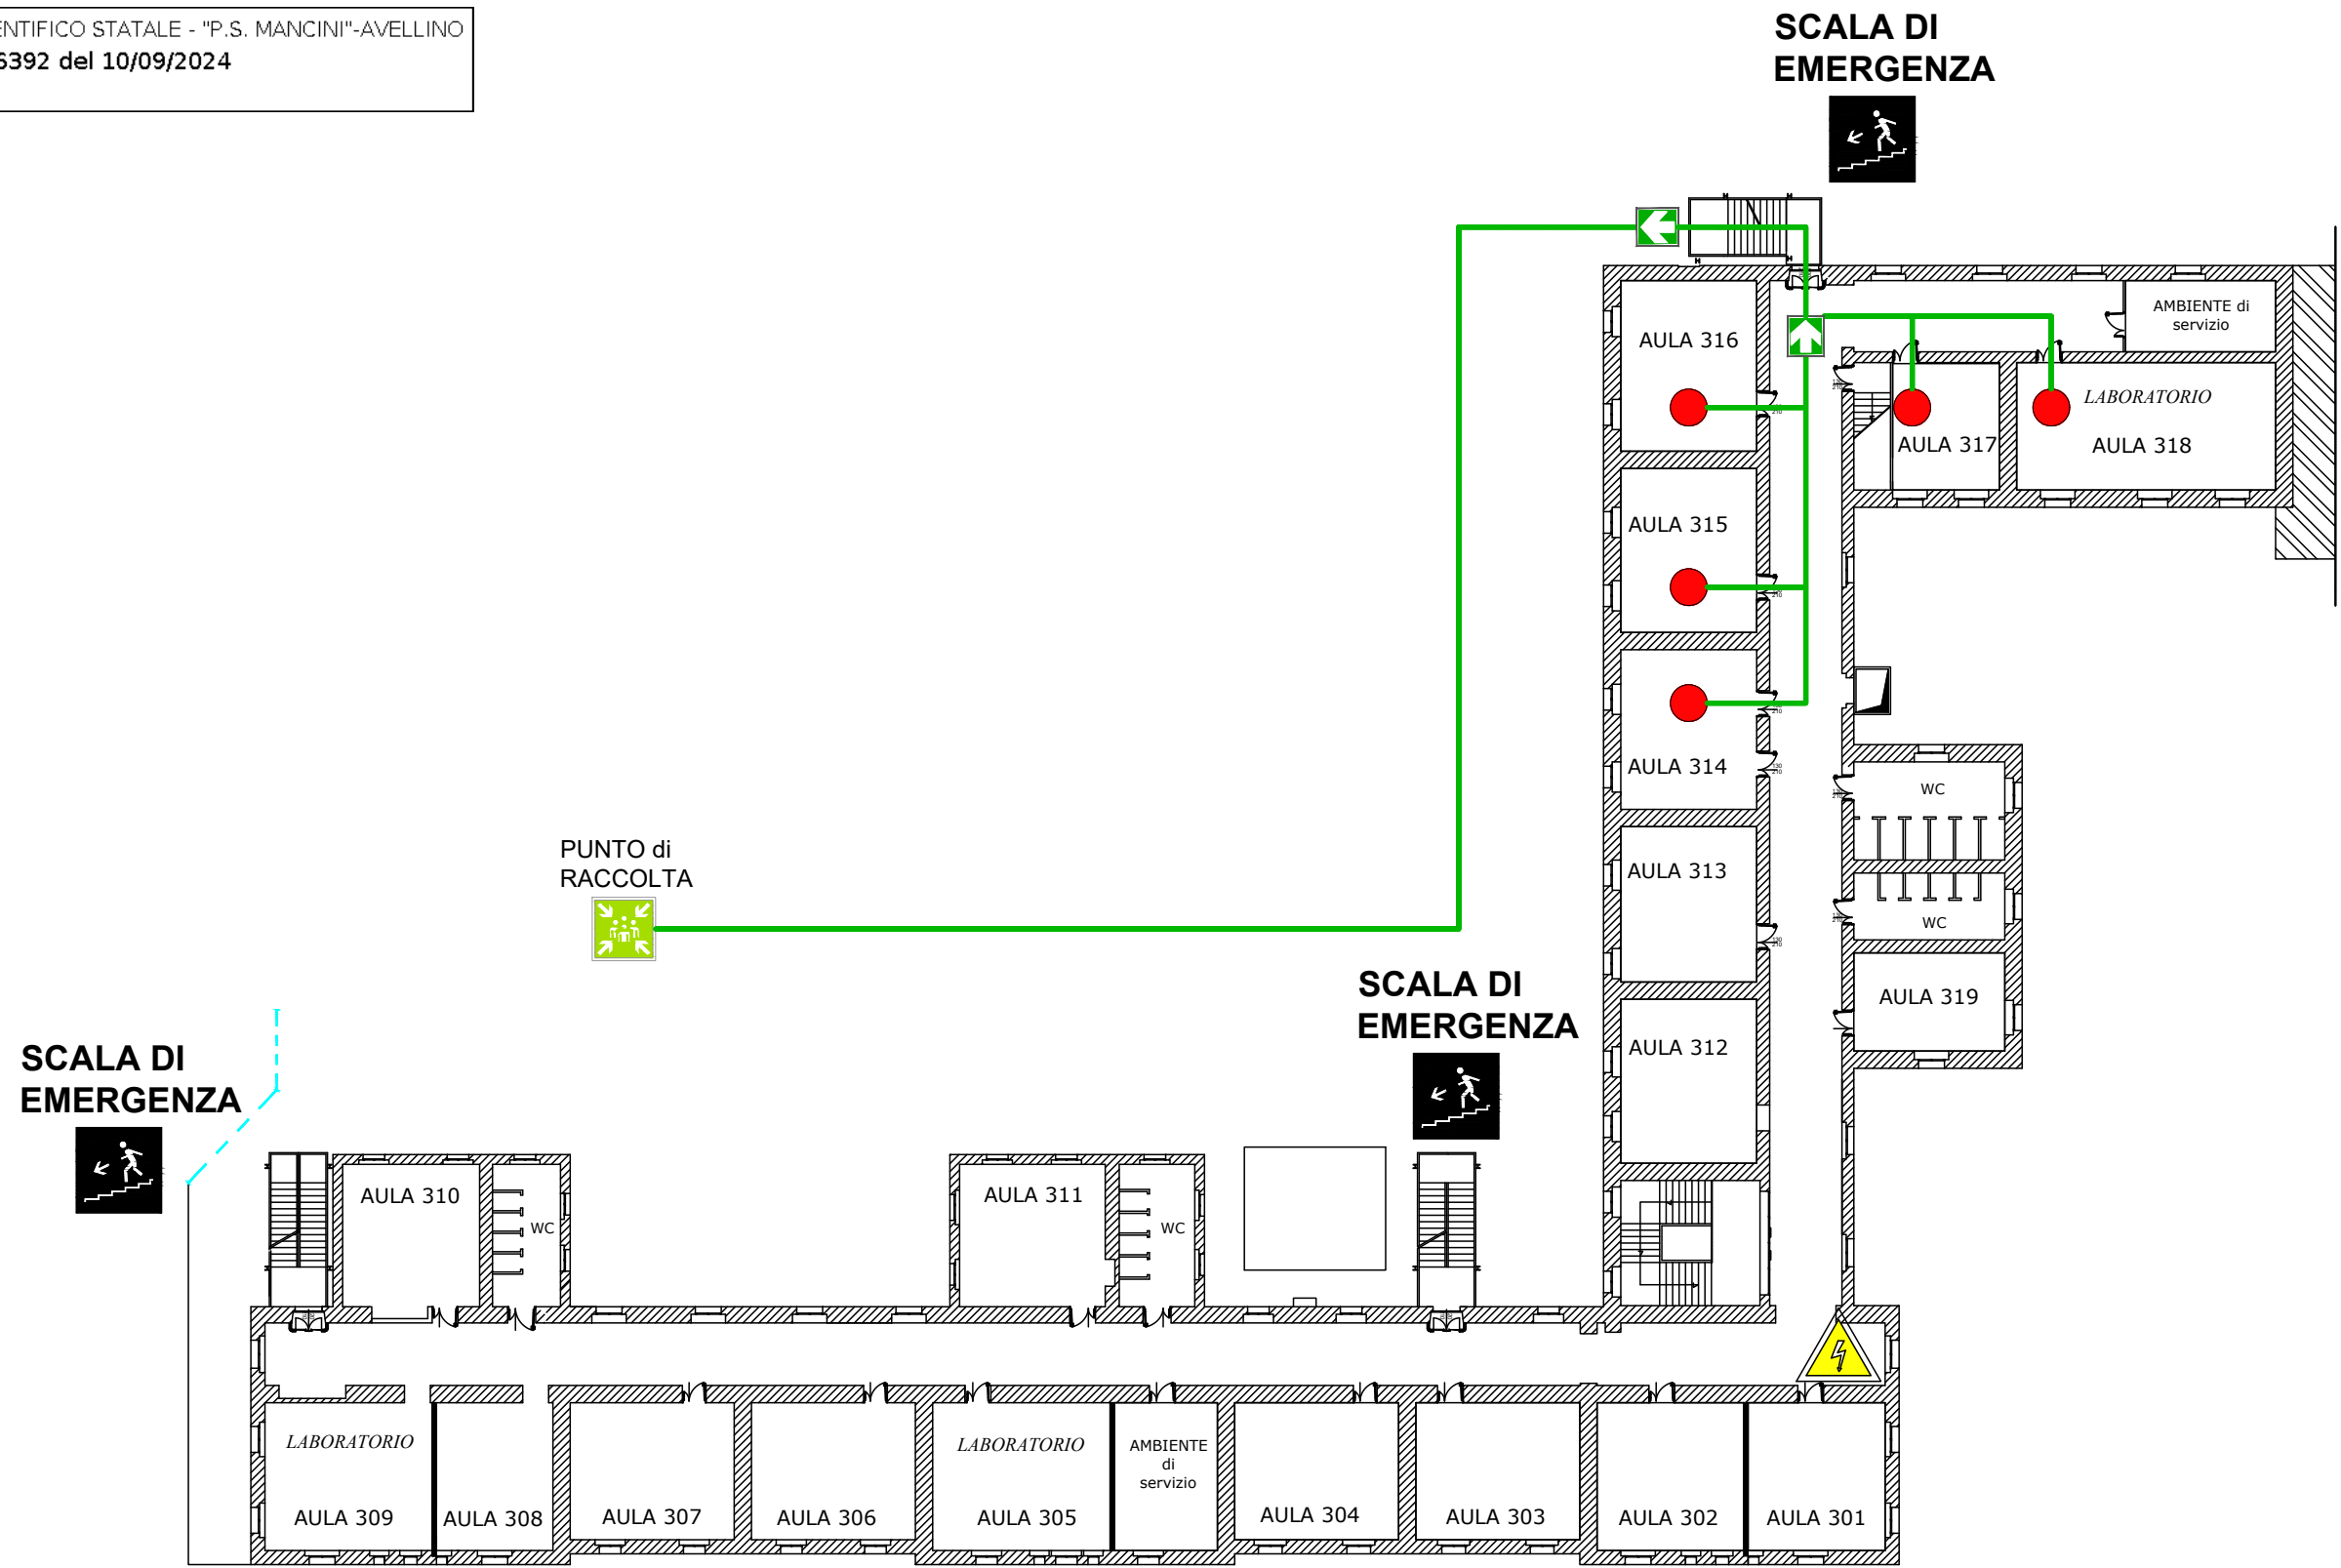 ENTIFICO STATALE - "P.S. MANCINI"-AVELLINO
6392 del 10/09/2024
SCALA DI
EMERGENZA
AMBIENTE di
servizio
AULA 316
LABORATORIO
AULA 317
AULA 318
AULA 315
AULA 314
WC
PUNTO di
RACCOLTA
AULA 313
WC
SCALA DI
EMERGENZA
AULA 319
SCALA DI
EMERGENZA
AULA 312
AULA 310
AULA 311
WC
WC
LABORATORIO
LABORATORIO
AMBIENTE
di
servizio
AULA 309
AULA 308
AULA 307
AULA 306
AULA 305
AULA 304
AULA 303
AULA 302
AULA 301